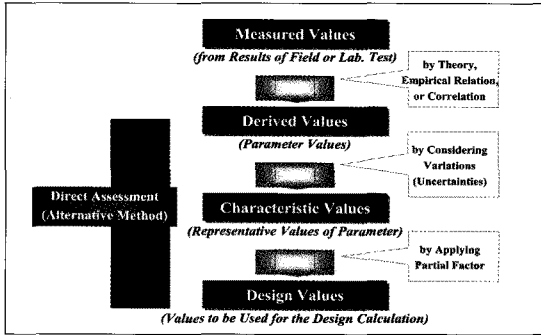 Measured Values
(from Results of Field or Lab. Test)
by Theory,
Empirical Relation,
or Correlation
Derived Values
(Parameter Values)
by Considering
Variations
(Uncertainties)
Direct Assessment
(Alternative Method)
Characteristic Values
(Representative Values of Parameter)
by Applying
Partial Factor
Design Values
(Values to be Used for the Design Calculation)